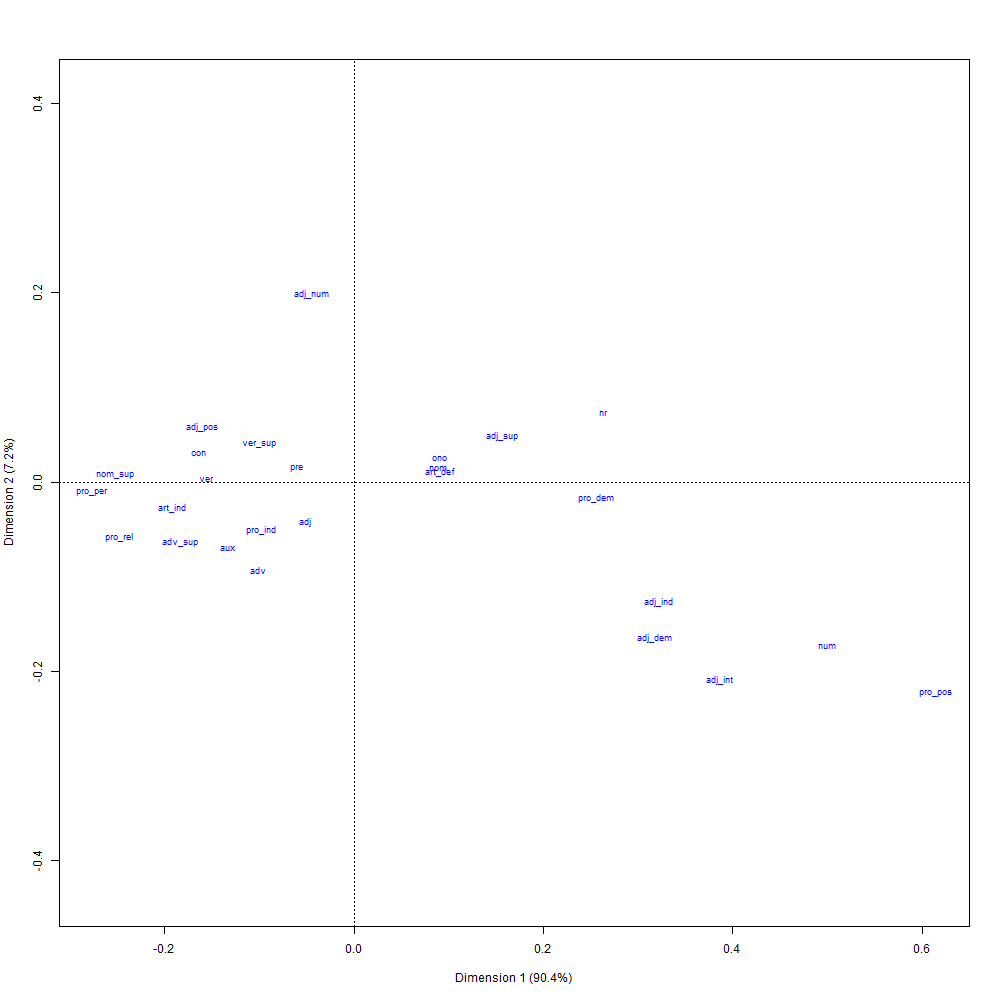 0.4
0.2
adj_num
nr
adj_pos
adj_sup
ver_sup
con
ono
pre
nom
nom_sup
art_def
ver
0.0
pro_per
pro_dem
art_ind
adj
pro_ind
pro_rel
adv_sup
aux
adv
adj_ind
adj_dem
num
-0.2
adj_int
pro_pos
-0.4
Dimension 2 (7.2%)
-0.2
0.0
0.2
0.4
0.6
Dimension 1 (90.4%)